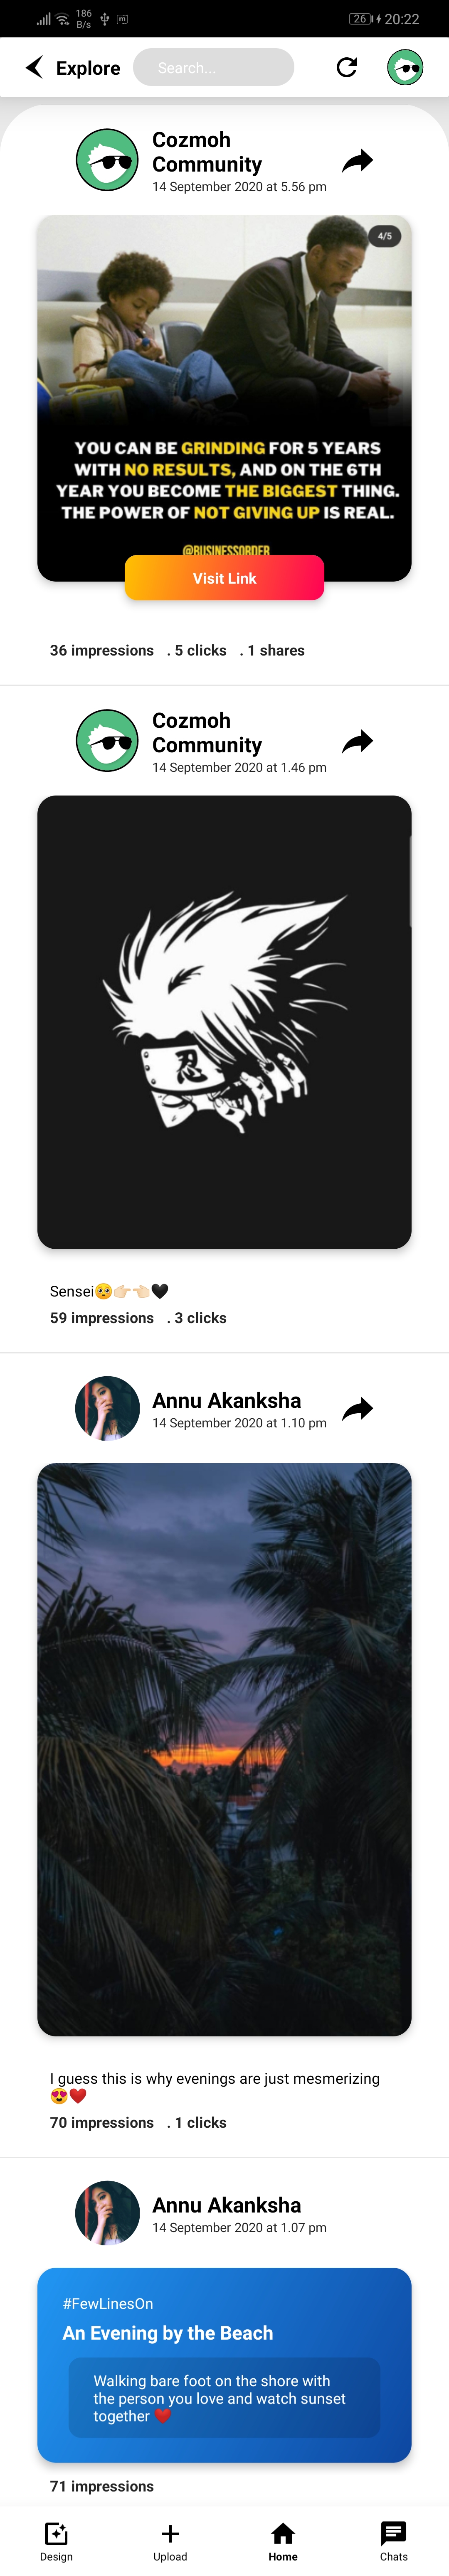 186
B/s
m
26
20:22
Explore
Search...
Cozmoh
Community
14 September 2020 at 5.56 pm
4/5
YOU CAN BE GRINDING FOR 5 YEARS
WITH NO RESULTS, AND ON THE 6TH
YEAR YOU BECOME THE BIGGEST THING.
THE POWER OF NOT GIVING UP IS REAL.
@BUSINESSORDER
Visit Link
36 impressions . 5 clicks . 1 shares
Cozmoh
Community
14 September 2020 at 1.46 pm
忍
Sensei🥺👉🏻👈🏻🖤
59 impressions . 3 clicks
Annu Akanksha
14 September 2020 at 1.10 pm
I guess this is why evenings are just mesmerizing
😍❤️
70 impressions . 1 clicks
Annu Akanksha
14 September 2020 at 1.07 pm
#FewLinesOn
An Evening by the Beach
Walking bare foot on the shore with
the person you love and watch sunset
together ❤️
71 impressions
Design
Upload
Home
Chats